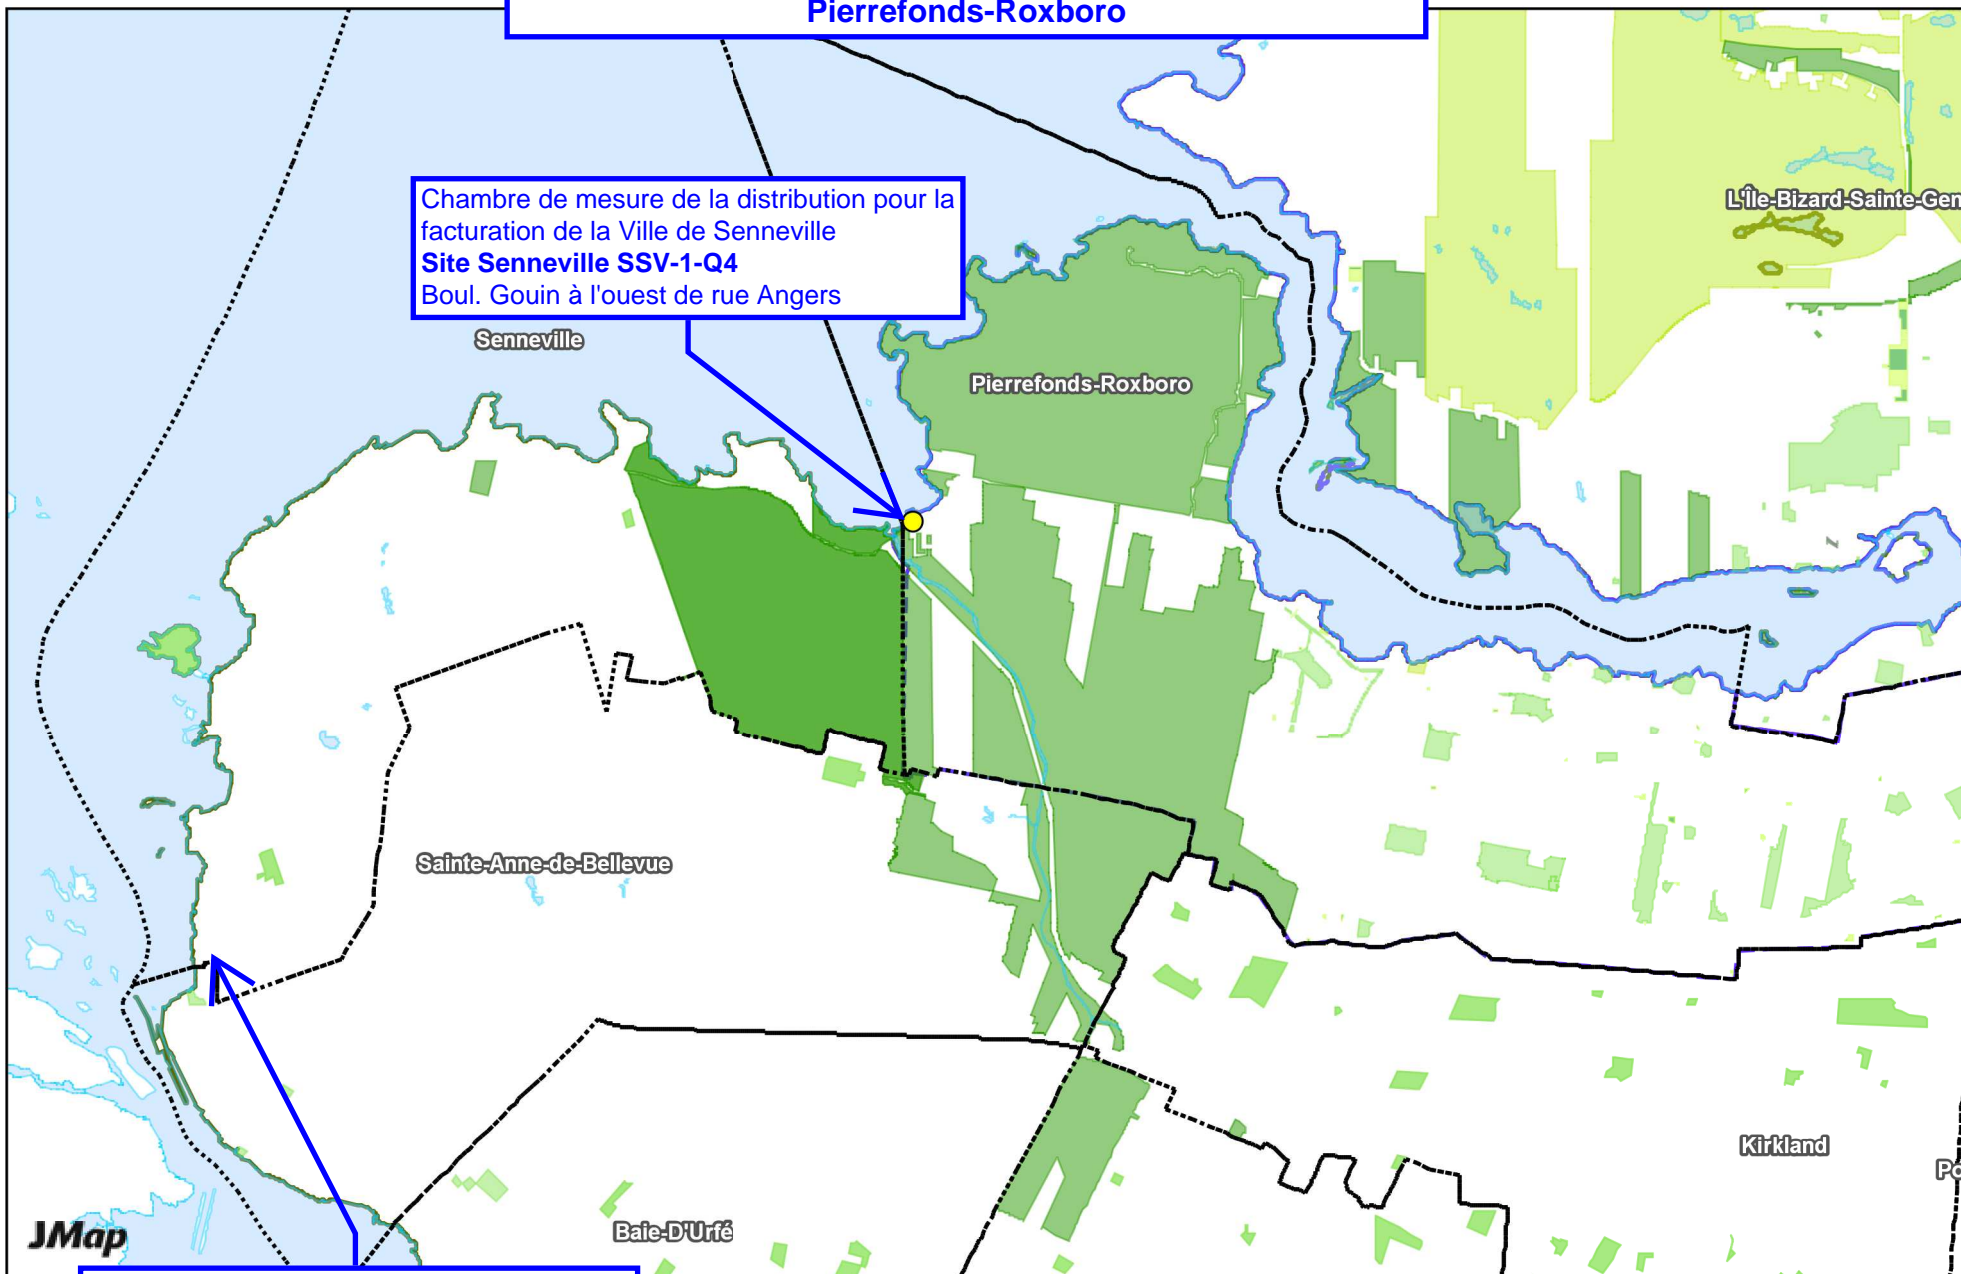 Pierrefonds-Roxboro
Chambre de mesure de la distribution pour la
facturation de la Ville de Senneville
Site Senneville SSV-1-Q4
Boul. Gouin à l'ouest de rue Angers
L'Île-Bizard-Sainte-Gen
Senneville
Pierrefonds-Roxboro
Sainte-Anne-de-Bellevue
Kirkland
Po
Baie-D'Urfé
JMap